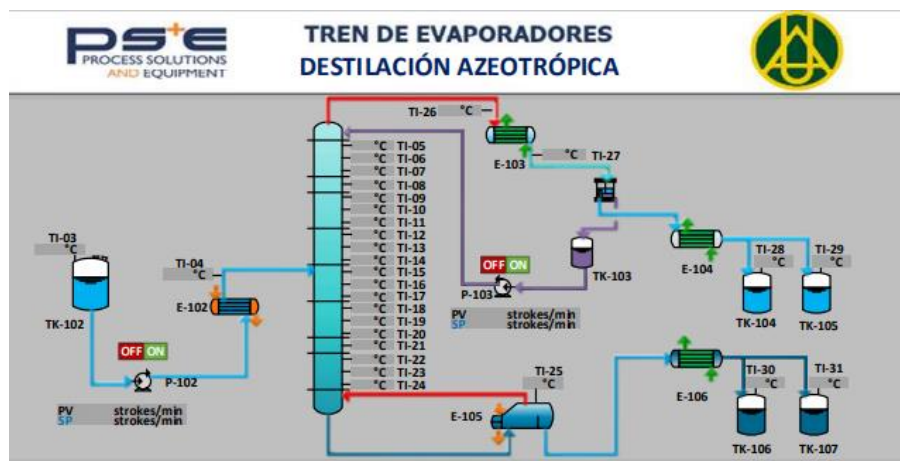 PS+E
PROCESS SOLUTIONS
AND EQUIPMENT
TREN DE EVAPORADORES
DESTILACIÓN AZEOTRÓPICA
TI-26 °C
E-103
°C TI-27
°C TI-05
°C TI-06
°C TI-07
°C TI-08
°C TI-09
°C TI-10
°C TI-11
°C TI-12
°C TI-13
°C TI-14
°C TI-15
°C TI-16
°C TI-17
°C TI-18
°C TI-19
°C TI-20
°C TI-21
°C TI-22
°C TI-23
°C TI-24
TI-03
°C
TK-102
TI-04
°C
E-102
OFF ON
P-102
PV strokes/min
SP strokes/min
OFF ON
P-103
TK-103
PV strokes/min
SP strokes/min
E-104
TI-28
°C
TI-29
°C
TK-104
TK-105
TI-25
°C
E-105
E-106
TI-30
°C
TI-31
°C
TK-106
TK-107